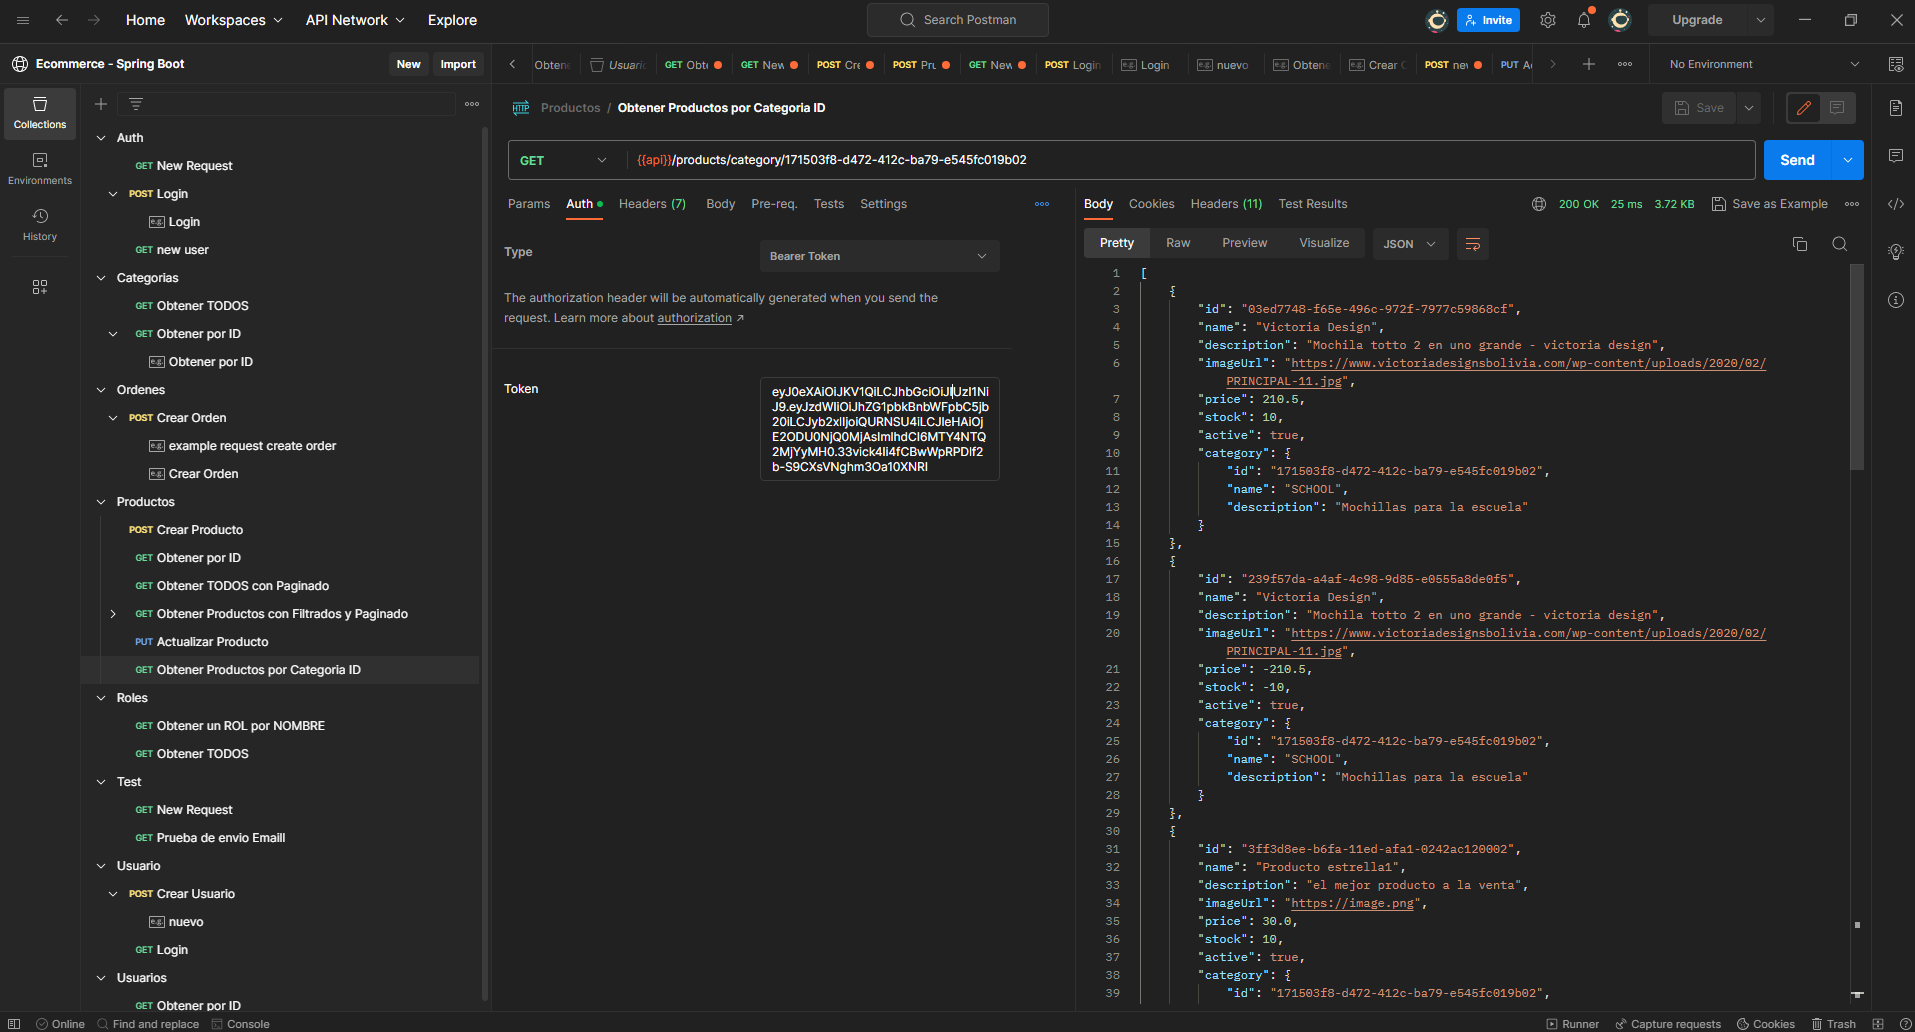 Home Workspaces API Network Explore
Search Postman
Invite
Upgrade
Ecommerce - Spring Boot
New Import
Obten
Usuari
GET Obt
GET New
POST Cr
POST Pr
GET New
POST Login
e.g. Login
e.g. nuevo
e.g. Obten
e.g. Crear
POST ne
PUT A
No Environment
Collections
Environments
History
Auth
GET New Request
POST Login
e.g. Login
GET new user
Categorias
GET Obtener TODOS
GET Obtener por ID
e.g. Obtener por ID
Ordenes
POST Crear Orden
e.g. example request create order
e.g. Crear Orden
Productos
POST Crear Producto
GET Obtener por ID
GET Obtener TODOS con Paginado
GET Obtener Productos con Filtrados y Paginado
PUT Actualizar Producto
GET Obtener Productos por Categoria ID
Roles
GET Obtener un ROL por NOMBRE
GET Obtener TODOS
Test
GET New Request
GET Prueba de envio Emaill
Usuario
POST Crear Usuario
e.g. nuevo
GET Login
Usuarios
GET Obtener por ID
HTTP Productos / Obtener Productos por Categoria ID
Save
GET {{api}}/products/category/171503f8-d472-412c-ba79-e545fc019b02
Send
Params Auth Headers (7) Body Pre-req. Tests Settings
Type
Bearer Token
The authorization header will be automatically generated when you send the
request. Learn more about authorization ↗
Token
Body Cookies Headers (11) Test Results
200 OK 25 ms 3.72 KB Save as Example
Pretty Raw Preview Visualize JSON
1 [
2 {
3 "id": "03ed7748-f65e-496c-972f-7977c59868cf",
4 "name": "Victoria Design",
5 "description": "Mochila totto 2 en uno grande - victoria design",
6 "imageUrl": "https://www.victoriadesignsbolivia.com/wp-content/uploads/2020/02/
PRINCIPAL-11.jpg",
7 "price": 210.5,
8 "stock": 10,
9 "active": true,
10 "category": {
11 "id": "171503f8-d472-412c-ba79-e545fc019b02",
12 "name": "SCHOOL",
13 "description": "Mochillas para la escuela"
14 }
15 },
16 {
17 "id": "239f57da-a4af-4c98-9d85-e0555a8de0f5",
18 "name": "Victoria Design",
19 "description": "Mochila totto 2 en uno grande - victoria design",
20 "imageUrl": "https://www.victoriadesignsbolivia.com/wp-content/uploads/2020/02/
PRINCIPAL-11.jpg",
21 "price": -210.5,
22 "stock": -10,
23 "active": true,
24 "category": {
25 "id": "171503f8-d472-412c-ba79-e545fc019b02",
26 "name": "SCHOOL",
27 "description": "Mochillas para la escuela"
28 }
29 },
30 {
31 "id": "3ff3d8ee-b6fa-11ed-afa1-0242ac120002",
32 "name": "Producto estrella1",
33 "description": "el mejor producto a la venta",
34 "imageUrl": "https://image.png",
35 "price": 30.0,
36 "stock": 10,
37 "active": true,
38 "category": {
39 "id": "171503f8-d472-412c-ba79-e545fc019b02",
Online Find and replace Console
Runner Capture requests Cookies Trash